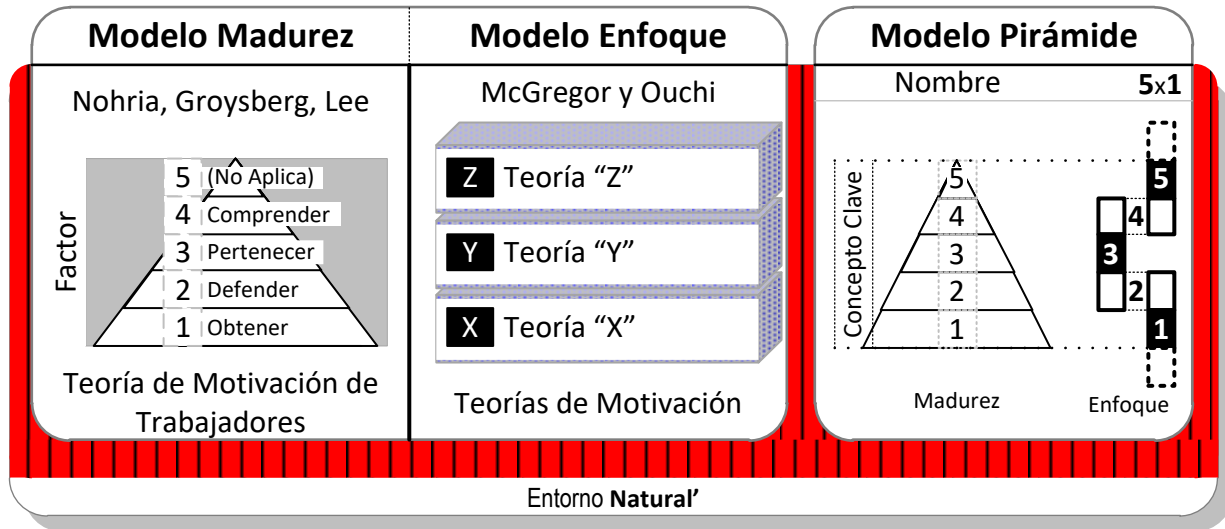 Modelo Madurez
Nohria, Groysberg, Lee
Factor
5 (No Aplica)
4 Comprender
3 Pertenecer
2 Defender
1 Obtener
Teoría de Motivación de
Trabajadores
Modelo Enfoque
McGregor y Ouchi
Z Teoría “Z”
Y Teoría “Y”
X Teoría “X”
Teorías de Motivación
Modelo Pirámide
Nombre 5x1
Concepto Clave
5
4
3
2
1
Madurez
5
4
3
2
1
Enfoque
Entorno Natural’